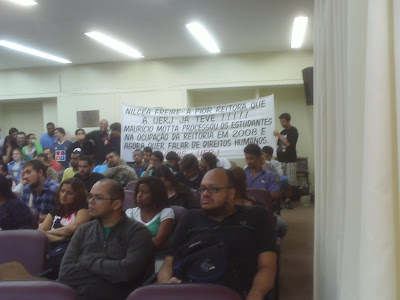 NILCÉA FREIRE A PIOR REITORA QUE
A UERJ JÁ TEVE !!!!!
MAURICIO MOTTA PROCESSOU OS ESTUDANTES
NA OCUPAÇÃO DA REITORIA EM 2008 E
AGORA QUER FALAR DE DIREITOS HUMANOS.